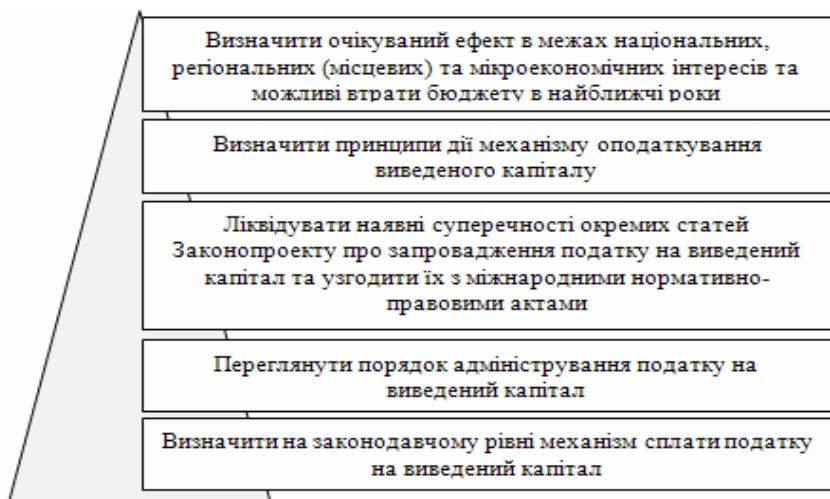 Визначити очікуваний ефект в межах національних,
регіональних (місцевих) та мікроекономічних інтересів та
можливі втрати бюджету в найближчі роки
Визначити принципи дії механізму оподаткування
виведеного капіталу
Ліквідувати наявні суперечності окремих статей
Законопроекту про запровадження податку на виведений
капітал та узгодити їх з міжнародними нормативно-
правовими актами
Переглянути порядок адміністрування податку на
виведений капітал
Визначити на законодавчому рівні механізм сплати податку
на виведений капітал